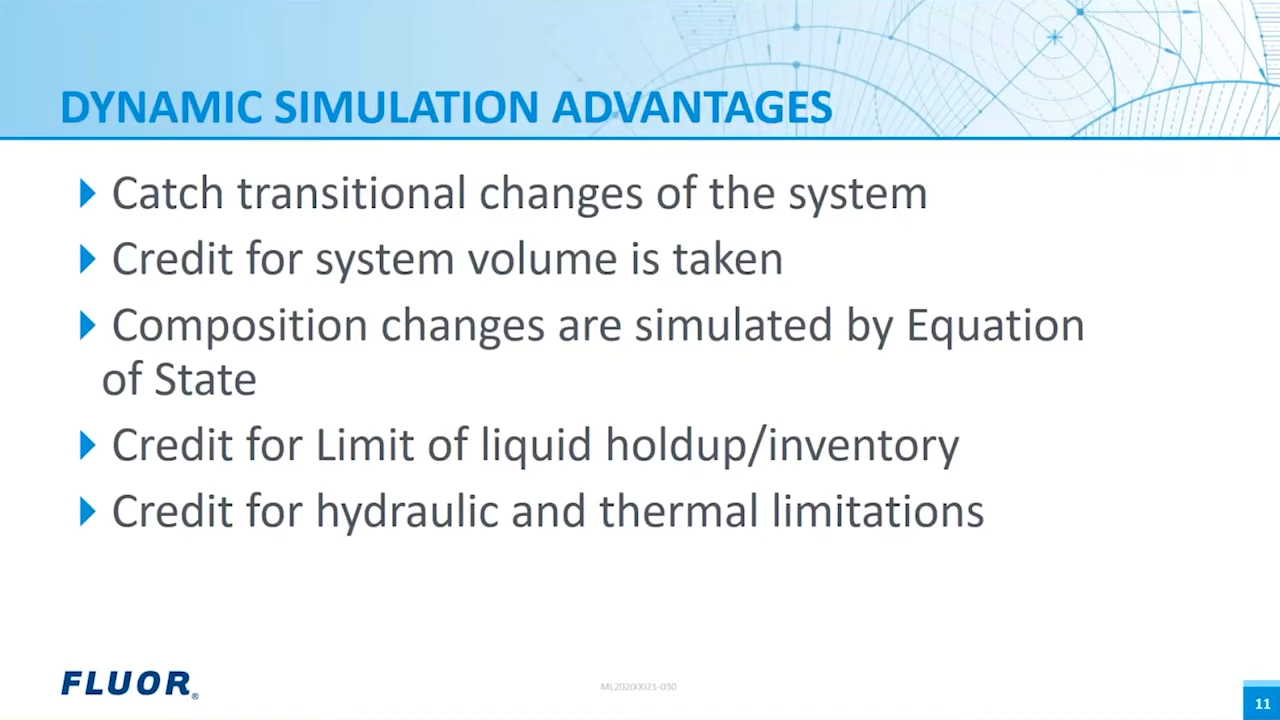 DYNAMIC SIMULATION ADVANTAGES
Catch transitional changes of the system
Credit for system volume is taken
Composition changes are simulated by Equation
of State
Credit for Limit of liquid holdup/inventory
Credit for hydraulic and thermal limitations
FLUOR®
ML20200021-030
11